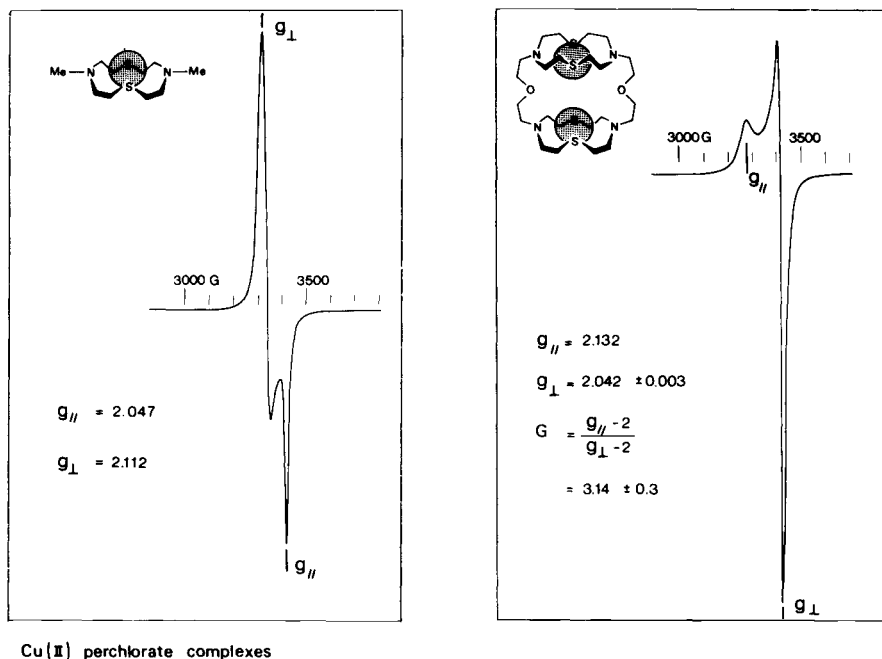 g⊥
Me—N
N—Me
S
3000 G
3500
g// = 2.047
g⊥ = 2.112
g//
N
N
S
O
O
N
N
S
3000 G
3500
g//
g// = 2.132
g⊥ = 2.042 ±0.003
G = g// -2
g⊥ -2
= 3.14 ±0.3
g⊥
Cu(II) perchlorate complexes